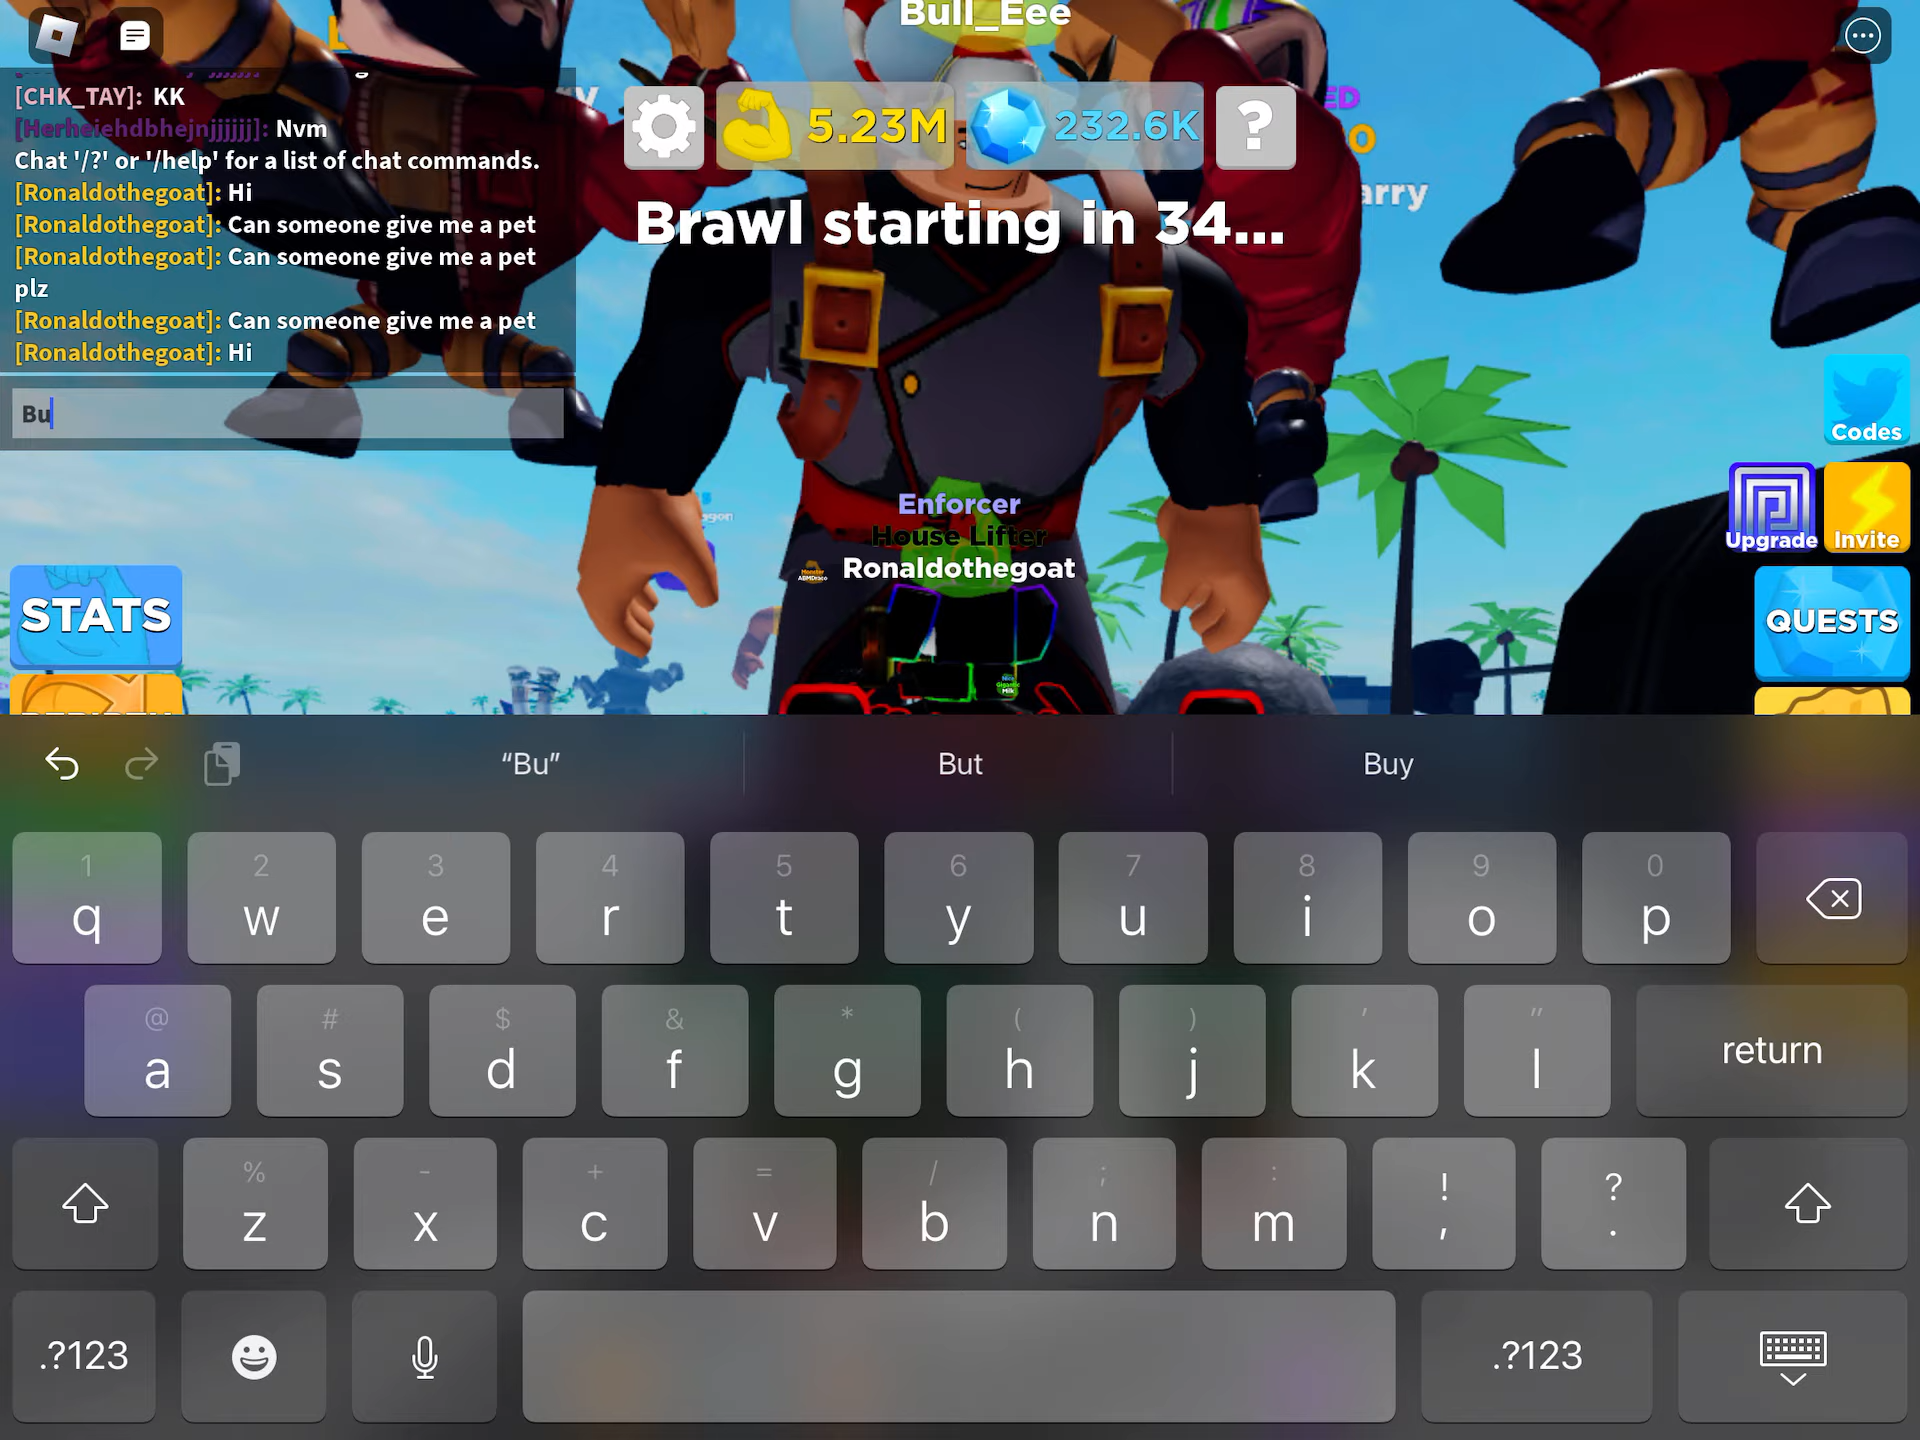 Bull_Eee
[CHK_TAY]: KK
[Herheiehdbhejnjjjjjj]: Nvm
Chat '/?' or '/help' for a list of chat commands.
[Ronaldothegoat]: Hi
[Ronaldothegoat]: Can someone give me a pet
[Ronaldothegoat]: Can someone give me a pet
plz
[Ronaldothegoat]: Can someone give me a pet
[Ronaldothegoat]: Hi
Bu
5.23M
232.6K
?
Brawl starting in 34...
arry
Codes
Upgrade
Invite
Enforcer
House Lifter
Ronaldothegoat
STATS
QUESTS
“Bu”
But
Buy
1 2 3 4 5 6 7 8 9 0
q w e r t y u i o p
@ # $ & * ( ) ' "
a s d f g h j k l return
% - + = / ; : ! ?
z x c v b n m , .
.?123
.?123